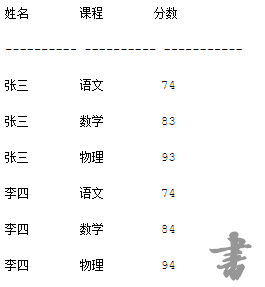 姓名 课程 分数
---------- ---------- -----------
张三 语文 74
张三 数学 83
张三 物理 93
李四 语文 74
李四 数学 84
李四 物理 94
書